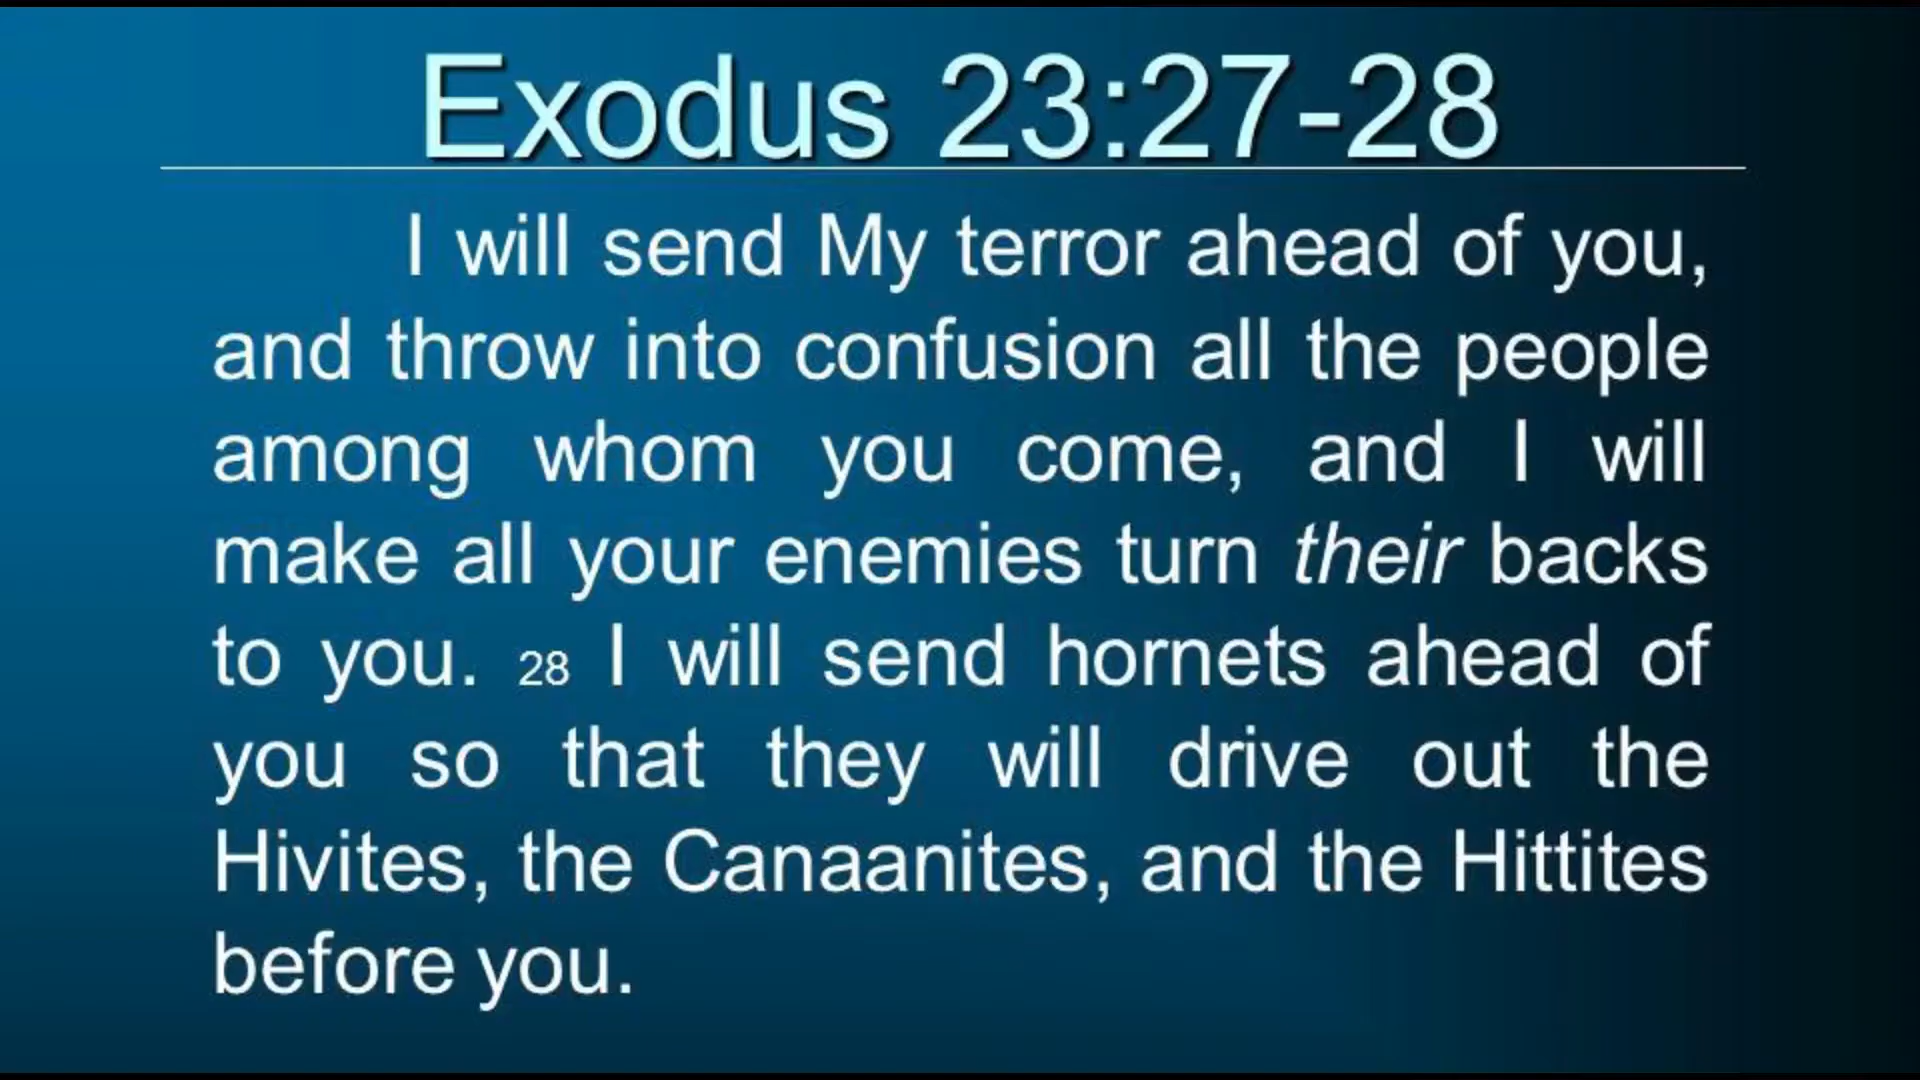 Exodus 23:27-28
I will send My terror ahead of you,
and throw into confusion all the people
among whom you come, and I will
make all your enemies turn their backs
to you. 28 I will send hornets ahead of
you so that they will drive out the
Hivites, the Canaanites, and the Hittites
before you.